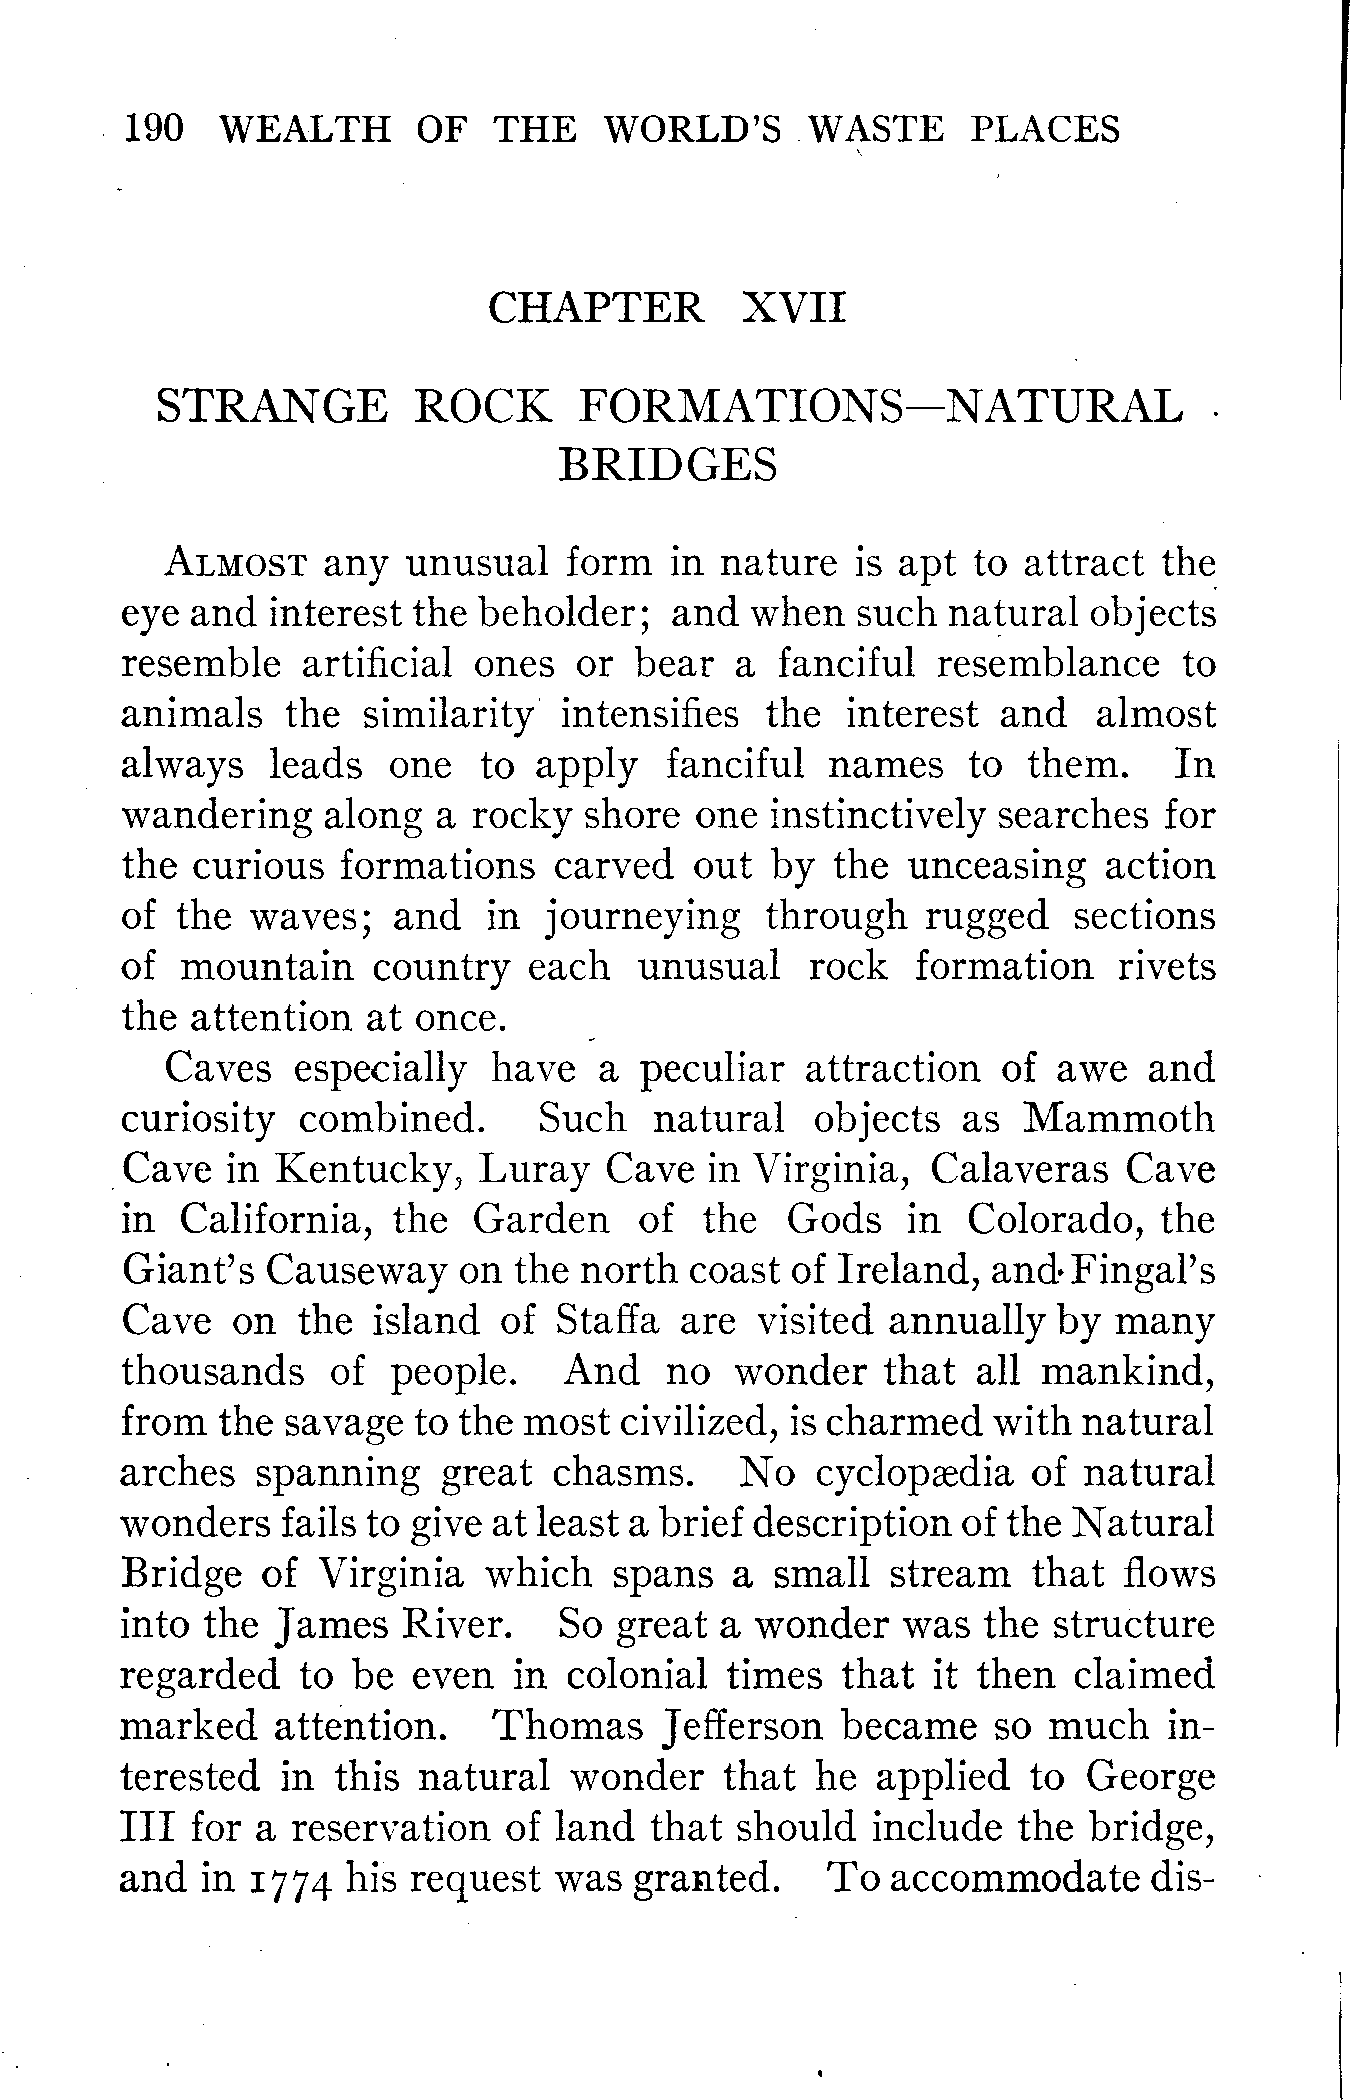 190 WEALTH OF THE WORLD'S WASTE PLACES
CHAPTER XVII
STRANGE ROCK FORMATIONS—NATURAL
BRIDGES
ALMOST any unusual form in nature is apt to attract the
eye and interest the beholder; and when such natural objects
resemble artificial ones or bear a fanciful resemblance to
animals the similarity intensifies the interest and almost
always leads one to apply fanciful names to them. In
wandering along a rocky shore one instinctively searches for
the curious formations carved out by the unceasing action
of the waves; and in journeying through rugged sections
of mountain country each unusual rock formation rivets
the attention at once.
Caves especially have a peculiar attraction of awe and
curiosity combined. Such natural objects as Mammoth
Cave in Kentucky, Luray Cave in Virginia, Calaveras Cave
in California, the Garden of the Gods in Colorado, the
Giant's Causeway on the north coast of Ireland, and Fingal's
Cave on the island of Staffa are visited annually by many
thousands of people. And no wonder that all mankind,
from the savage to the most civilized, is charmed with natural
arches spanning great chasms. No cyclopædia of natural
wonders fails to give at least a brief description of the Natural
Bridge of Virginia which spans a small stream that flows
into the James River. So great a wonder was the structure
regarded to be even in colonial times that it then claimed
marked attention. Thomas Jefferson became so much in-
terested in this natural wonder that he applied to George
III for a reservation of land that should include the bridge,
and in 1774 his request was granted. To accommodate dis-